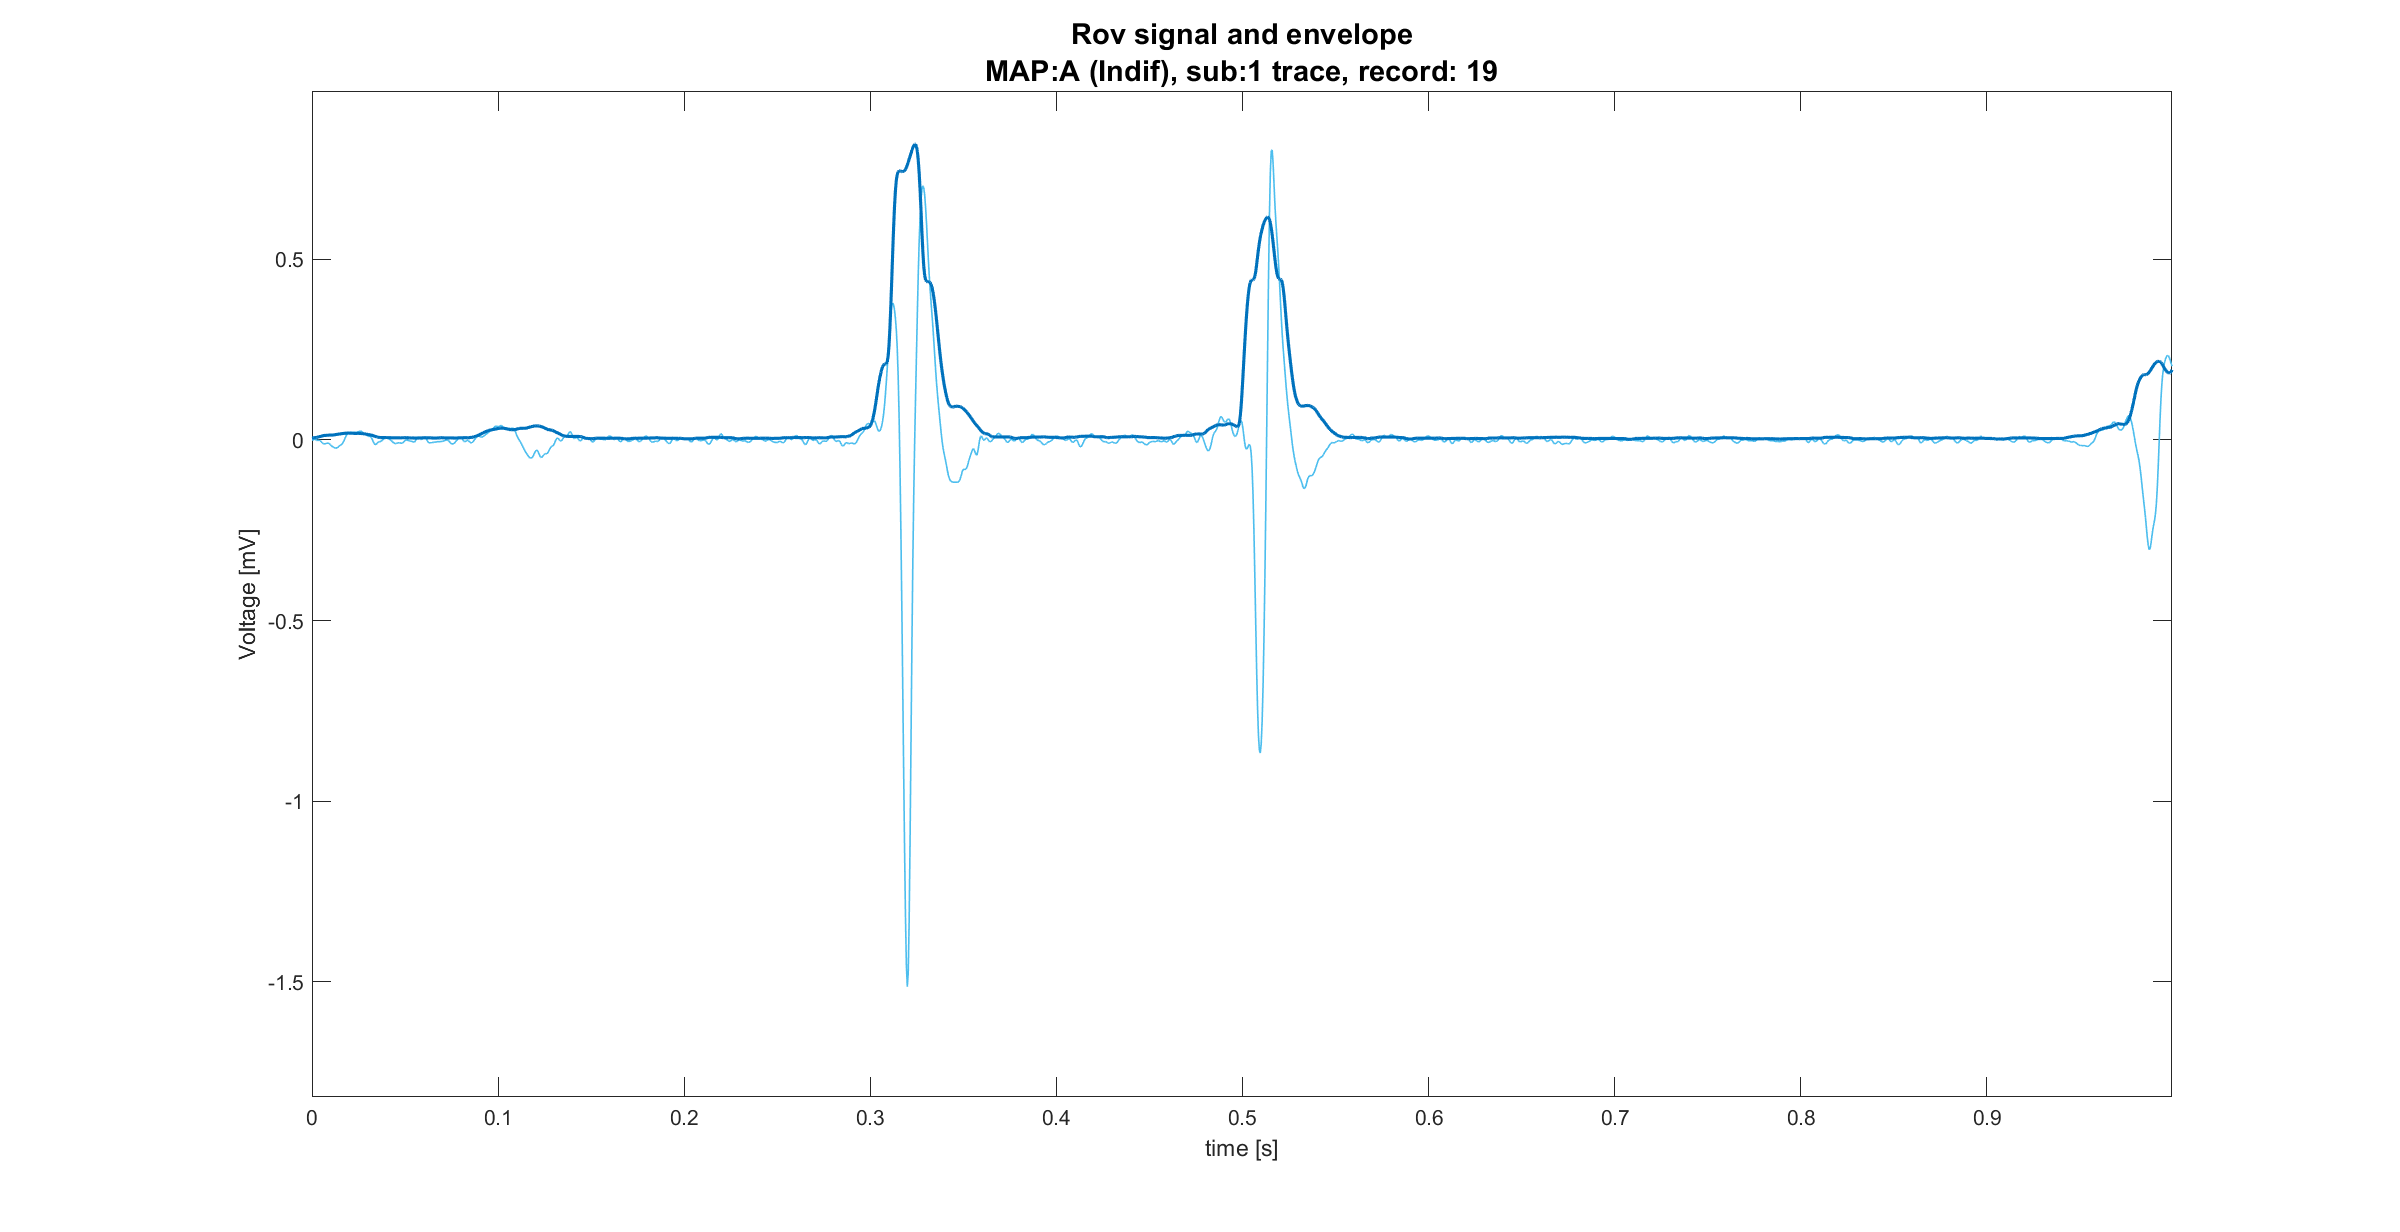 Rov signal and envelope
MAP:A (Indif), sub:1 trace, record: 19
Voltage [mV]
0.5
0
-0.5
-1
-1.5
0 0.1 0.2 0.3 0.4 0.5 0.6 0.7 0.8 0.9
time [s]